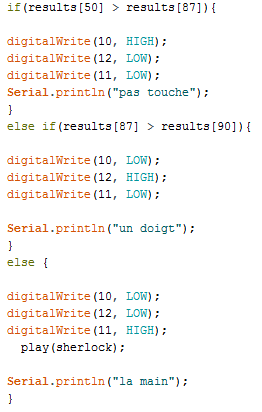 if(results[50] > results[87]){
digitalWrite(10, HIGH);
digitalWrite(12, LOW);
digitalWrite(11, LOW);
Serial.println("pas touche");
}
else if(results[87] > results[90]){
digitalWrite(10, LOW);
digitalWrite(12, HIGH);
digitalWrite(11, LOW);
Serial.println("un doigt");
}
else {
digitalWrite(10, LOW);
digitalWrite(12, LOW);
digitalWrite(11, HIGH);
play(sherlock);
Serial.println("la main");
}